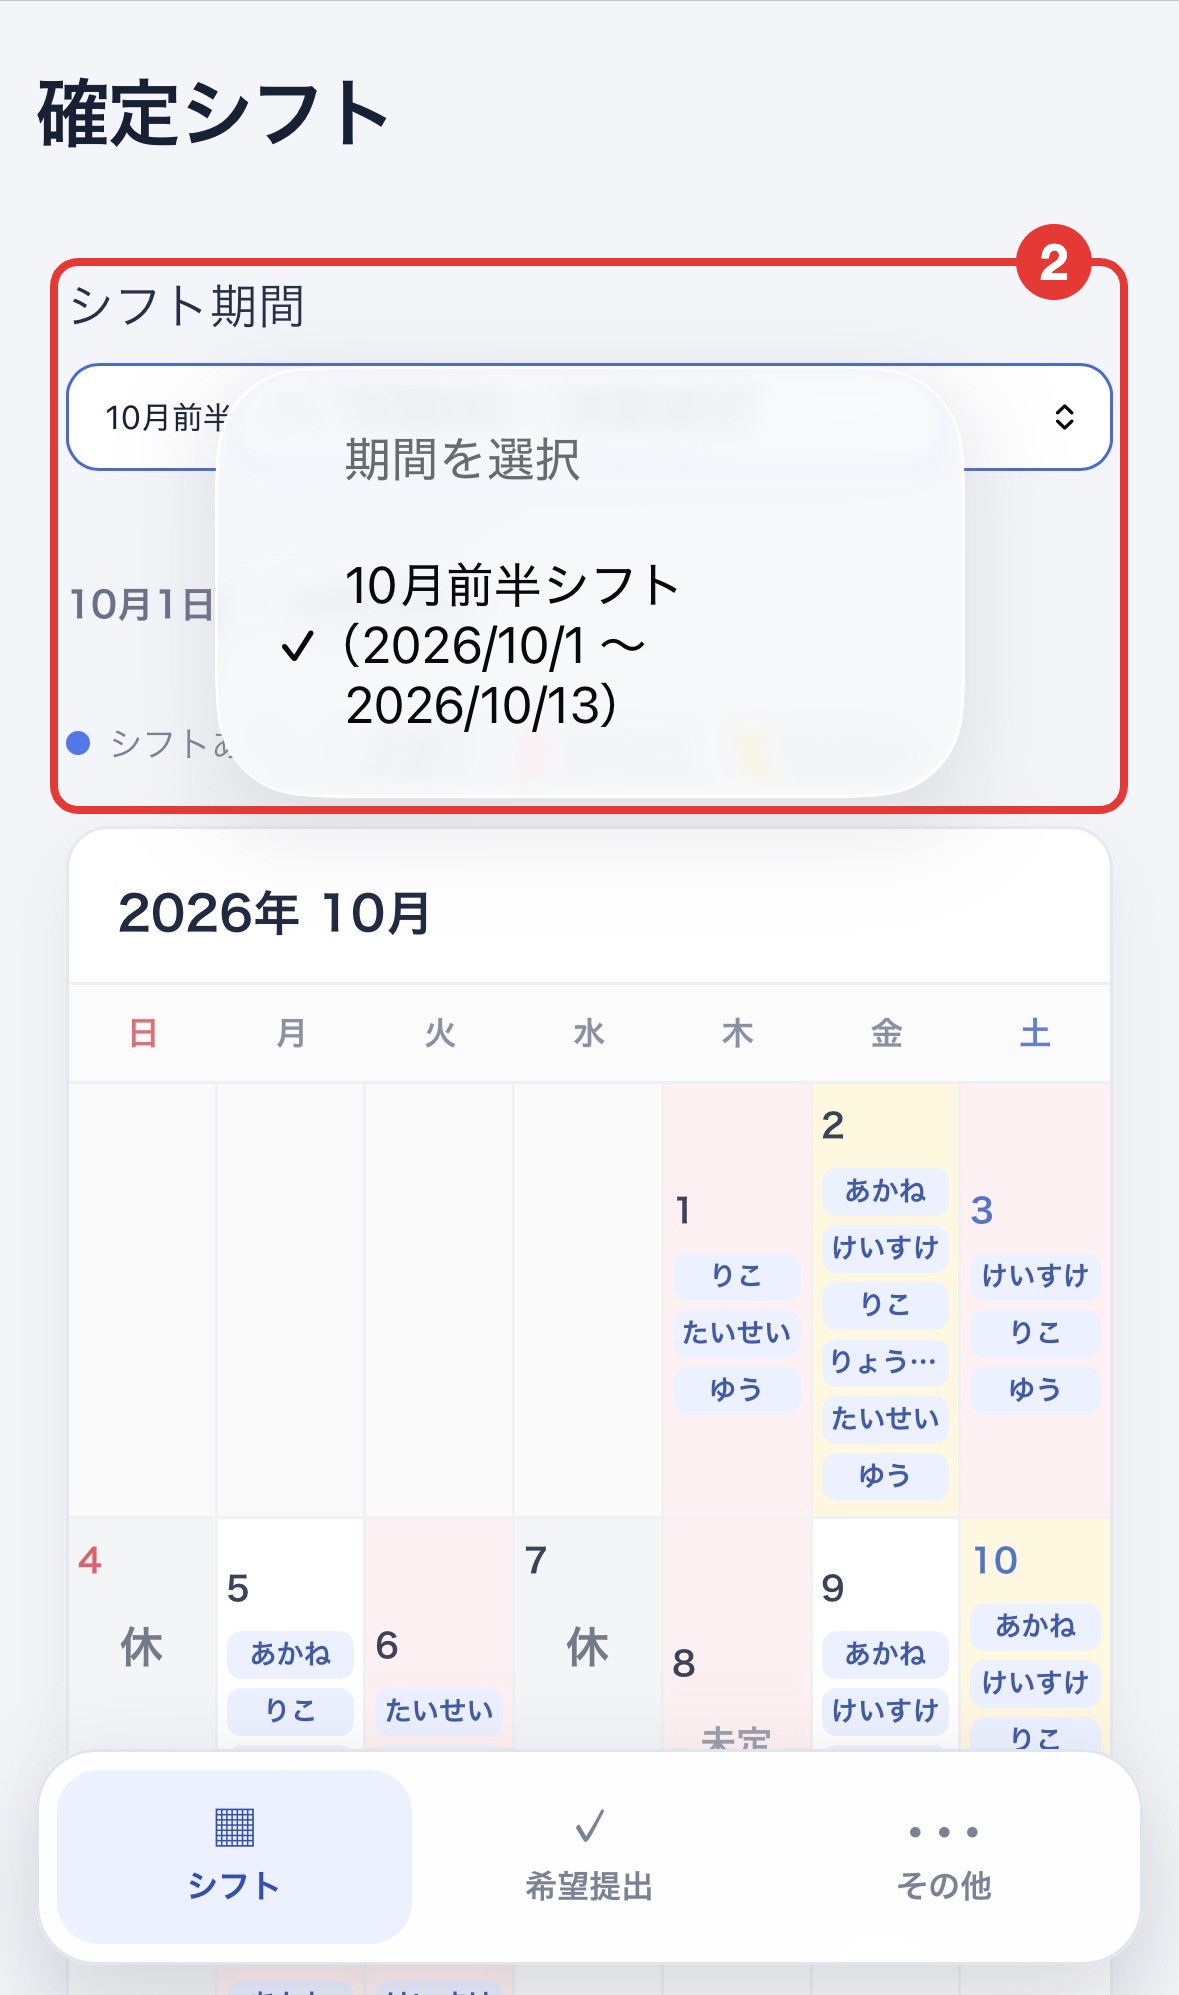 確定シフト
2
シフト期間
10月前半
期間を選択
10月前半シフト
✓（2026/10/1 〜
2026/10/13）
10月1日
シフトあ
2026年 10月
日 月 火 水 木 金 土
1
りこ
たいせい
ゆう
2
あかね
けいすけ
りこ
りょう…
たいせい
ゆう
3
けいすけ
りこ
ゆう
4
休
5
あかね
りこ
6
たいせい
7
休
8
未定
9
あかね
けいすけ
10
あかね
けいすけ
りこ
シフト
✓
希望提出
その他